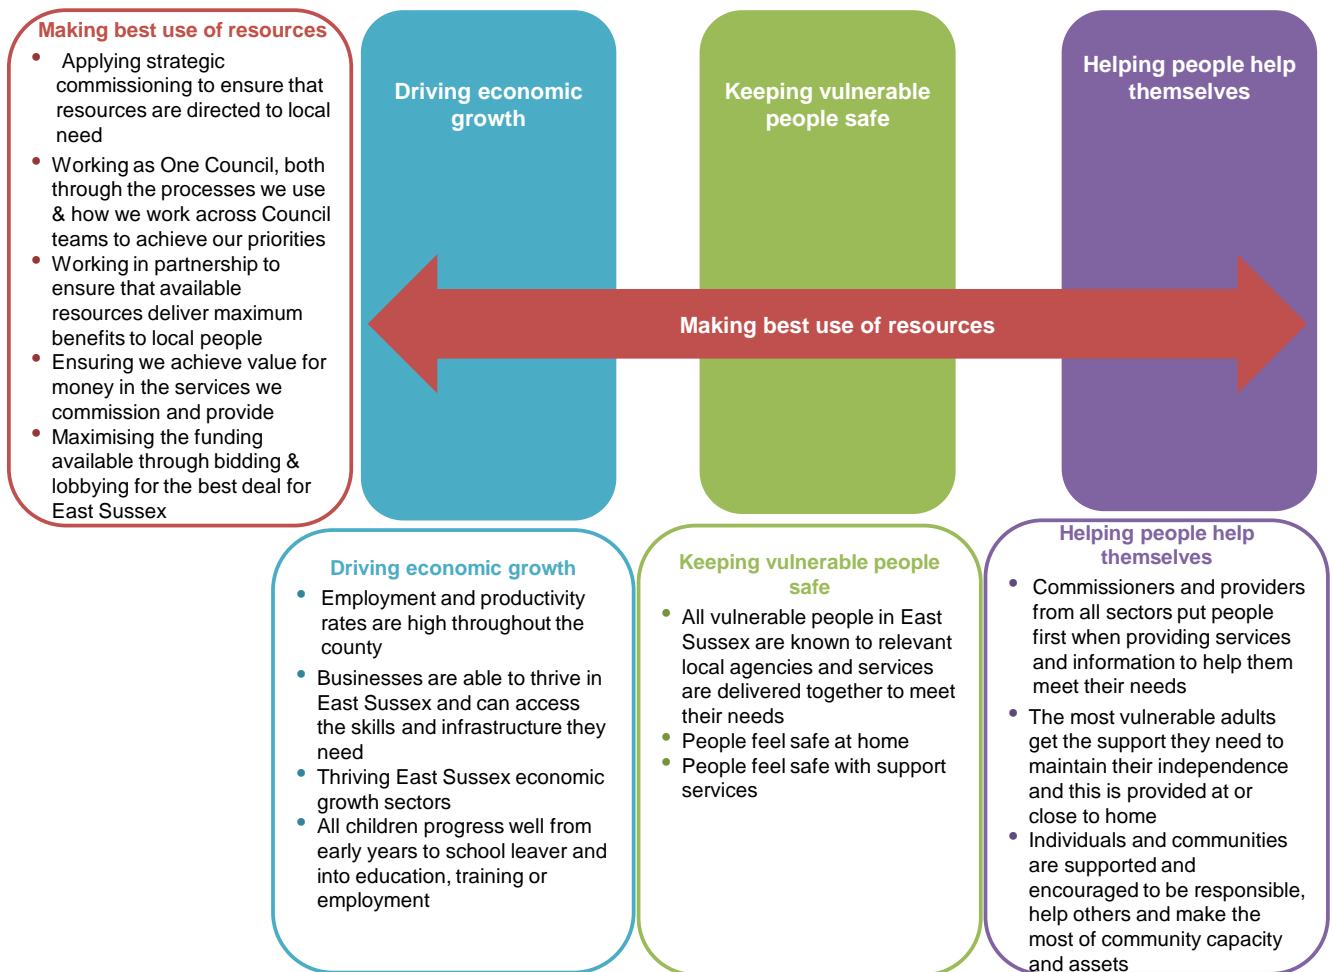 Making best use of resources
• Applying strategic
commissioning to ensure that
resources are directed to local
need
• Working as One Council, both
through the processes we use
& how we work across Council
teams to achieve our priorities
• Working in partnership to
ensure that available
resources deliver maximum
benefits to local people
• Ensuring we achieve value for
money in the services we
commission and provide
• Maximising the funding
available through bidding &
lobbying for the best deal for
East Sussex
Driving economic
growth
Keeping vulnerable
people safe
Helping people help
themselves
Making best use of resources
Driving economic growth
• Employment and productivity
rates are high throughout the
county
• Businesses are able to thrive in
East Sussex and can access
the skills and infrastructure they
need
• Thriving East Sussex economic
growth sectors
• All children progress well from
early years to school leaver and
into education, training or
employment
Keeping vulnerable people
safe
• All vulnerable people in East
Sussex are known to relevant
local agencies and services
are delivered together to meet
their needs
• People feel safe at home
• People feel safe with support
services
Helping people help
themselves
• Commissioners and providers
from all sectors put people
first when providing services
and information to help them
meet their needs
• The most vulnerable adults
get the support they need to
maintain their independence
and this is provided at or
close to home
• Individuals and communities
are supported and
encouraged to be responsible,
help others and make the
most of community capacity
and assets